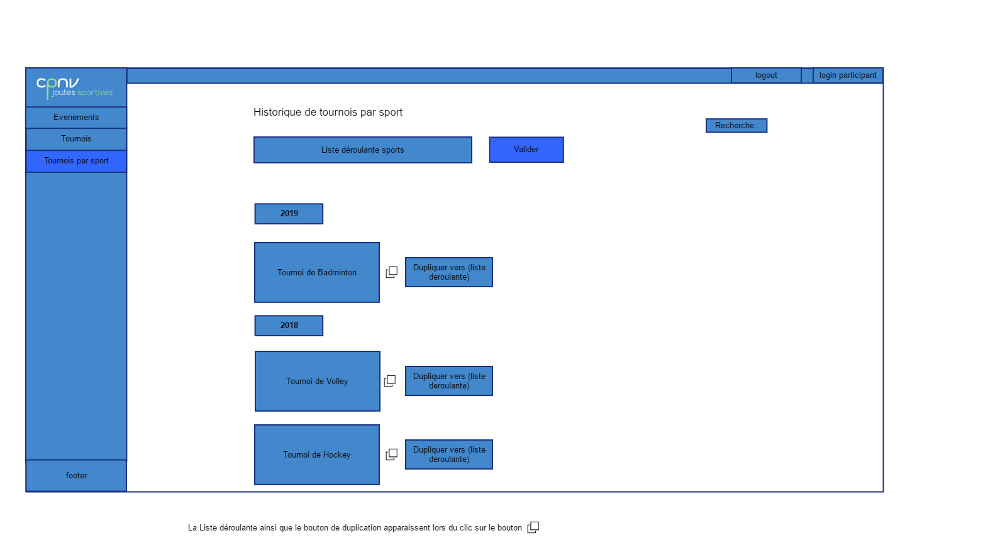 logout
login participant
cpnv
joutes sportives
Evenements
Tournois
Tournois par sport
Historique de tournois par sport
Recherche..
Liste déroulante sports
Valider
2019
Tournoi de Badminton
Dupliquer vers (liste
deroulante)
2018
Tournoi de Volley
Dupliquer vers (liste
deroulante)
Tournoi de Hockey
Dupliquer vers (liste
deroulante)
footer
La Liste déroulante ainsi que le bouton de duplication apparaissent lors du clic sur le bouton